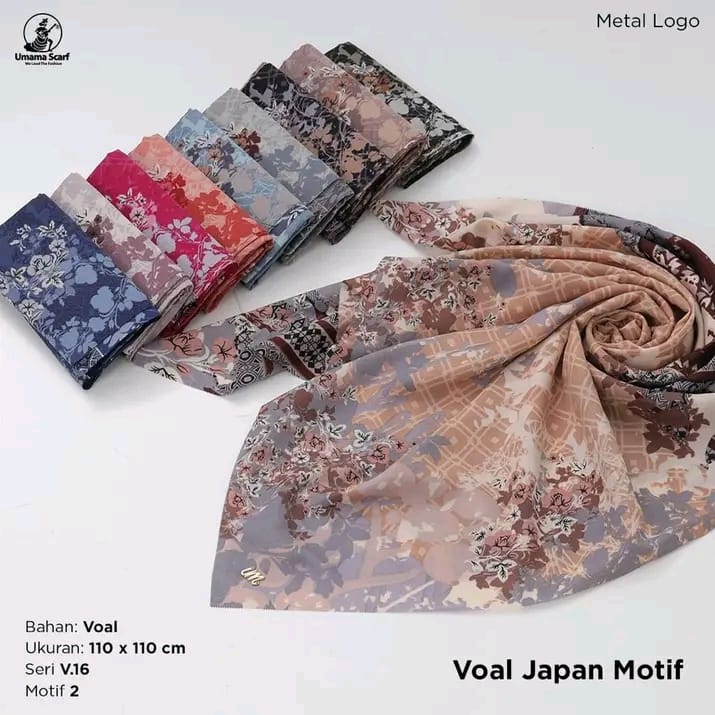 Umama Scarf
We Lead The Fashion
Metal Logo
um
Bahan: Voal
Ukuran: 110 x 110 cm
Seri V.16
Motif 2
Voal Japan Motif